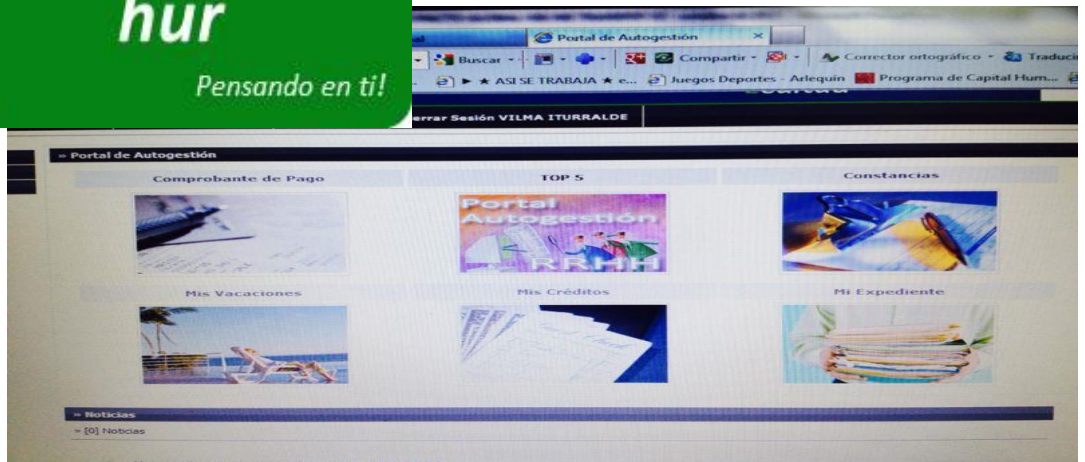 hur
Pensando en ti!
Portal de Autogestión
Buscar
Compartir
Corrector ortográfico
► ★ ASI SE TRABAJA ★ e...
Juegos Deportes - Arlequín
Programa de Capital Hum...
errar Sesión VILMA ITURRALDE
» Portal de Autogestión
Comprobante de Pago
TOP 5
Constancias
Portal
Autogestión
RRHH
Mis Vacaciones
Mis Créditos
Mi Expediente
» Noticias
» [0] Noticias